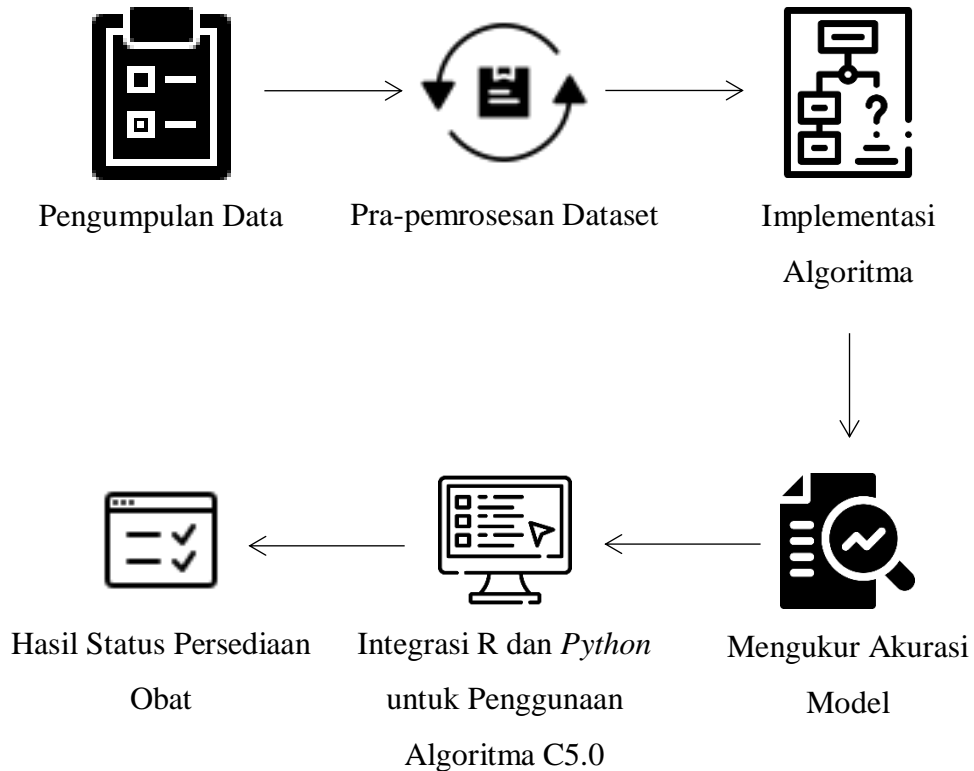 Pengumpulan Data
Pra-pemrosesan Dataset
Implementasi
Algoritma
Hasil Status Persediaan
Obat
Integrasi R dan Python
untuk Penggunaan
Algoritma C5.0
Mengukur Akurasi
Model